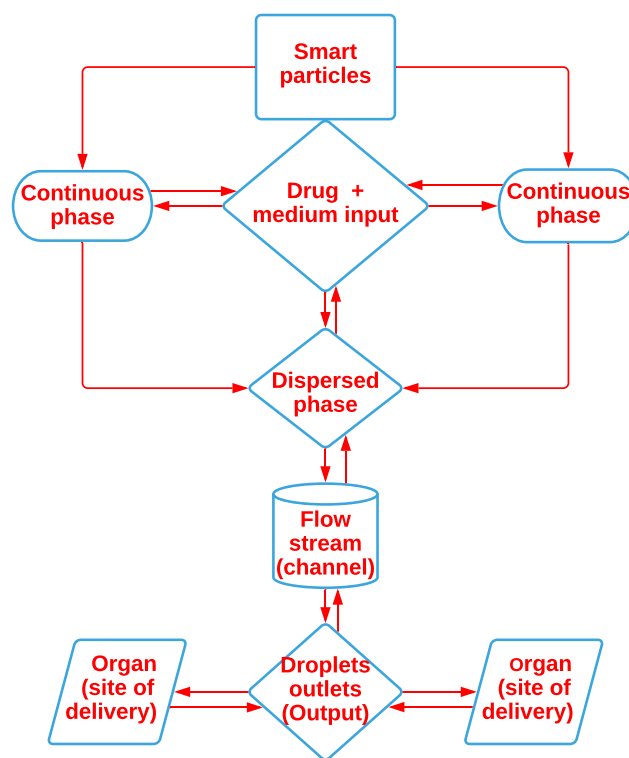 Smart
particles
Continuous
phase
Drug + 
medium input
Continuous
phase
Dispersed
phase
Flow
stream
(channel)
Organ
(site of
delivery)
Droplets
outlets
(Output)
Organ
(site of
delivery)